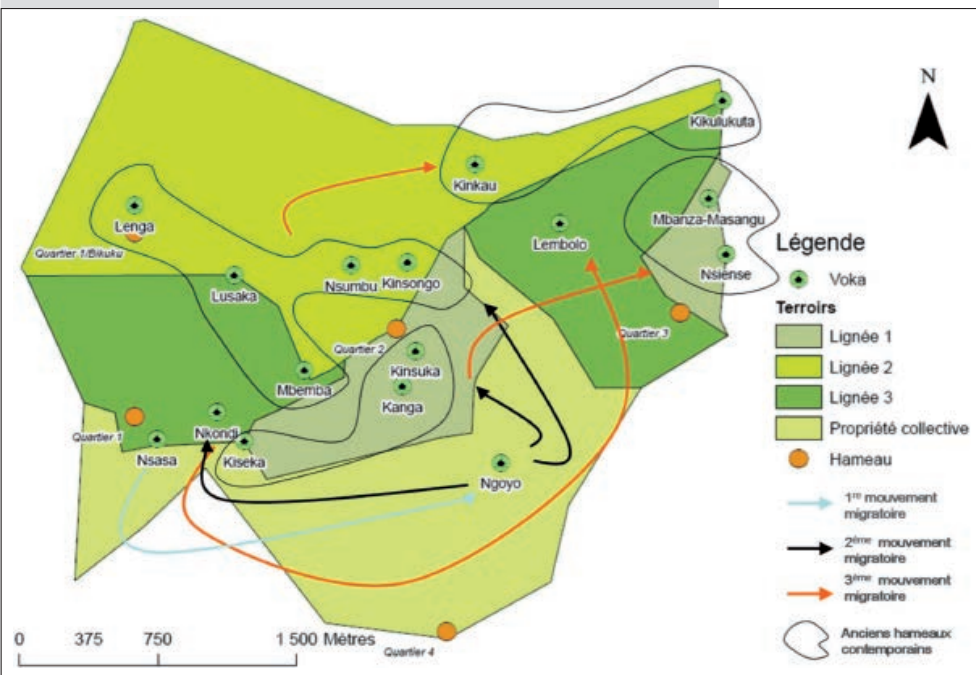 N
Kikulukuta
Kinkau
Mbanza-Masangu
Lenga
Lembolo
Quartier 1/Bikuku
Nsiense
Lusaka
Nsumbu
Kinsongo
Quartier 3
Quartier 2
Kinsuka
Mbemba
Kanga
Quartier 1
Nkondi
Nsasa
Kiseka
Ngoyo
Quartier 4
0 375 750 1 500 Mètres
Légende
Voka
Terroirs
Lignée 1
Lignée 2
Lignée 3
Propriété collective
Hameau
1re mouvement
migratoire
2ème mouvement
migratoire
3ème mouvement
migratoire
Anciens hameaux
contemporains